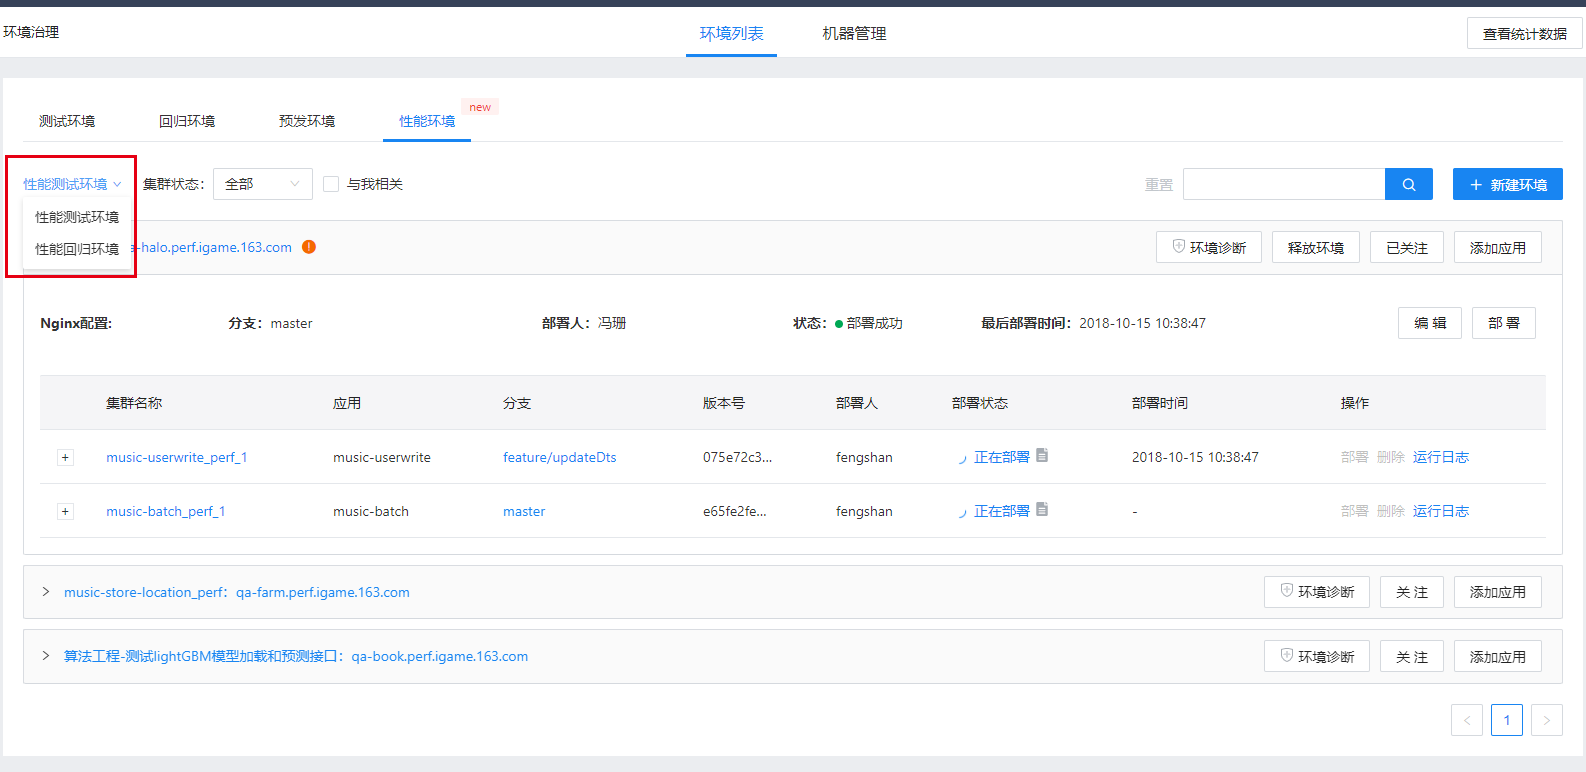 环境治理
环境列表
机器管理
查看统计数据
测试环境
回归环境
预发环境
性能环境
new
性能测试环境
集群状态：
全部
与我相关
重置
+ 新建环境
性能测试环境
性能回归环境
-halo.perf.igame.163.com
环境诊断
释放环境
已关注
添加应用
Nginx配置:
分支：master
部署人：冯珊
状态：部署成功
最后部署时间：2018-10-15 10:38:47
编 辑
部 署
集群名称
应用
分支
版本号
部署人
部署状态
部署时间
操作
+
music-userwrite_perf_1
music-userwrite
feature/updateDts
075e72c3...
fengshan
正在部署
2018-10-15 10:38:47
部署 删除 运行日志
+
music-batch_perf_1
music-batch
master
e65fe2fe...
fengshan
正在部署
-
部署 删除 运行日志
music-store-location_perf：qa-farm.perf.igame.163.com
环境诊断
关 注
添加应用
算法工程-测试lightGBM模型加载和预测接口：qa-book.perf.igame.163.com
环境诊断
关 注
添加应用
< 1 >